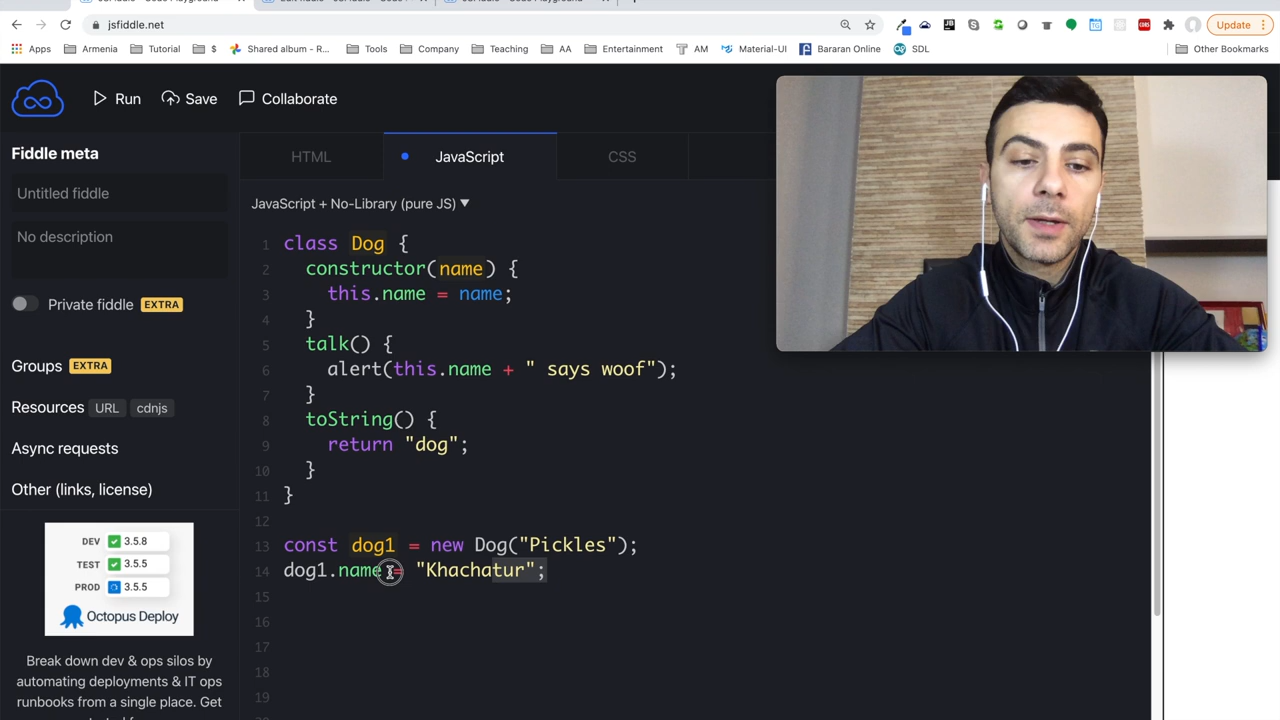 jsfiddle.net
Update
Apps
Armenia
Tutorial
$
Shared album - R...
Tools
Company
Teaching
AA
Entertainment
AM
Material-UI
Bararan Online
SDL
Other Bookmarks
Run
Save
Collaborate
Fiddle meta
Untitled fiddle
No description
Private fiddle EXTRA
Groups EXTRA
Resources URL cdnjs
Async requests
Other (links, license)
DEV 3.5.8
TEST 3.5.5
PROD 3.5.5
Octopus Deploy
Break down dev & ops silos by
automating deployments & IT ops
runbooks from a single place. Get
HTML
JavaScript
CSS
JavaScript + No-Library (pure JS) ▼
1 class Dog {
2 constructor(name) {
3 this.name = name;
4 }
5 talk() {
6 alert(this.name + " says woof");
7 }
8 toString() {
9 return "dog";
10 }
11 }
12
13 const dog1 = new Dog("Pickles");
14 dog1.name = "Khachatur";
15
16
17
18
19